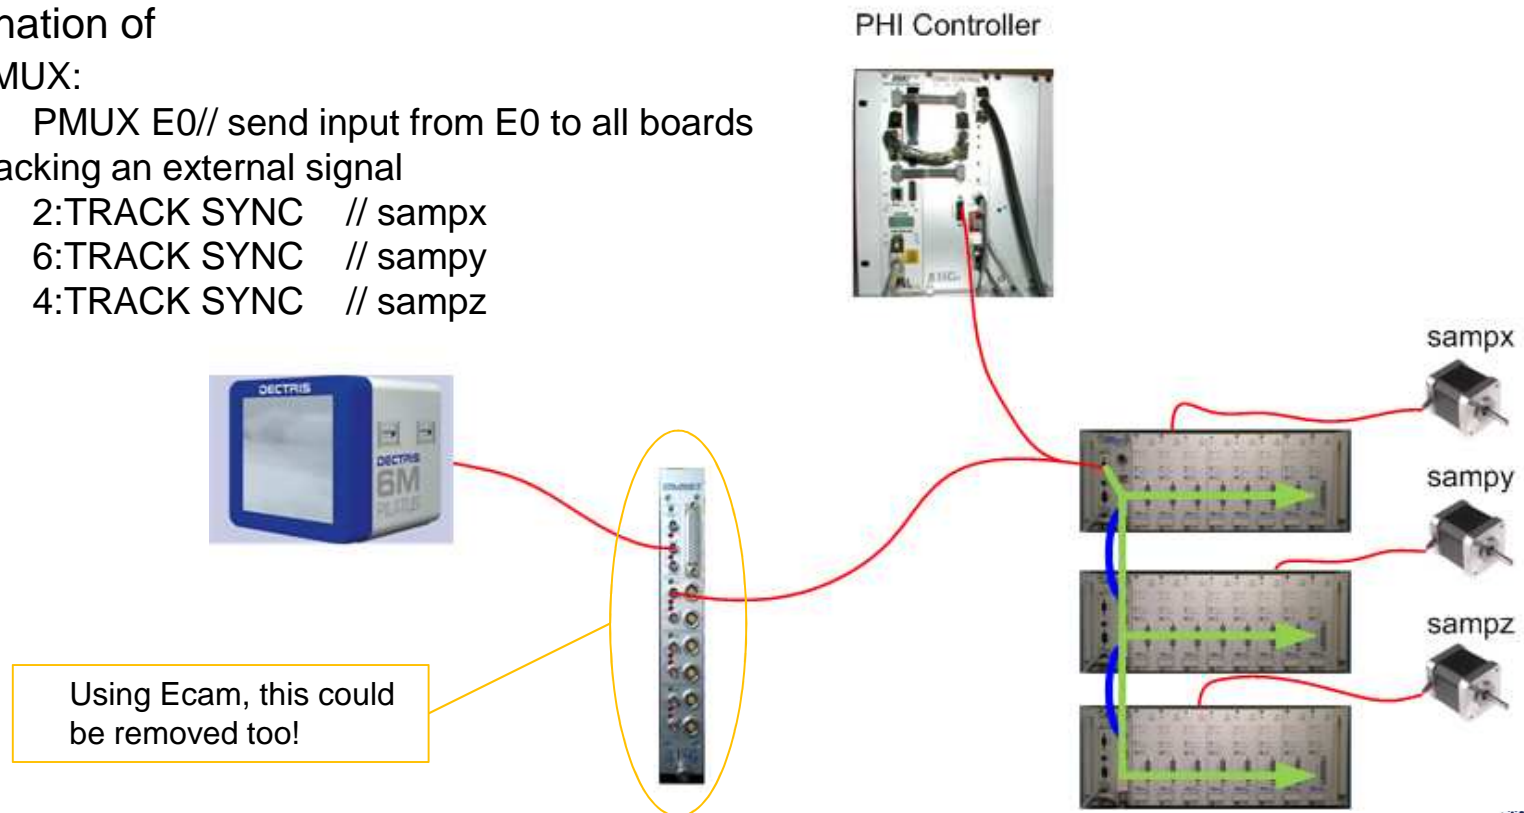 nation of
MUX:
PMUX E0// send input from E0 to all boards
acking an external signal
2:TRACK SYNC // sampx
6:TRACK SYNC // sampy
4:TRACK SYNC // sampz
PHI Controller
DECTRIS
DECTRIS
6M
PILATUS
sampx
sampy
sampz
Using Ecam, this could
be removed too!